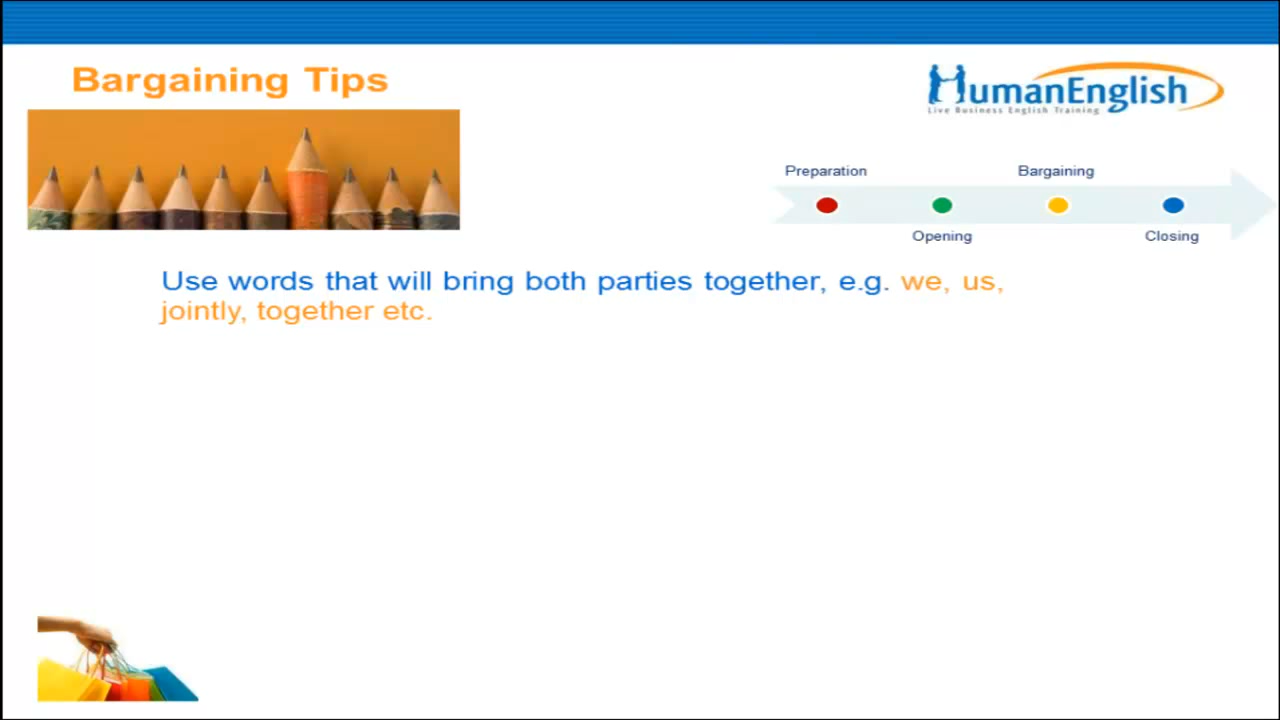 Bargaining Tips
HumanEnglish
Live Business English Training
Preparation
Bargaining
Opening
Closing
Use words that will bring both parties together, e.g. we, us,
jointly, together etc.